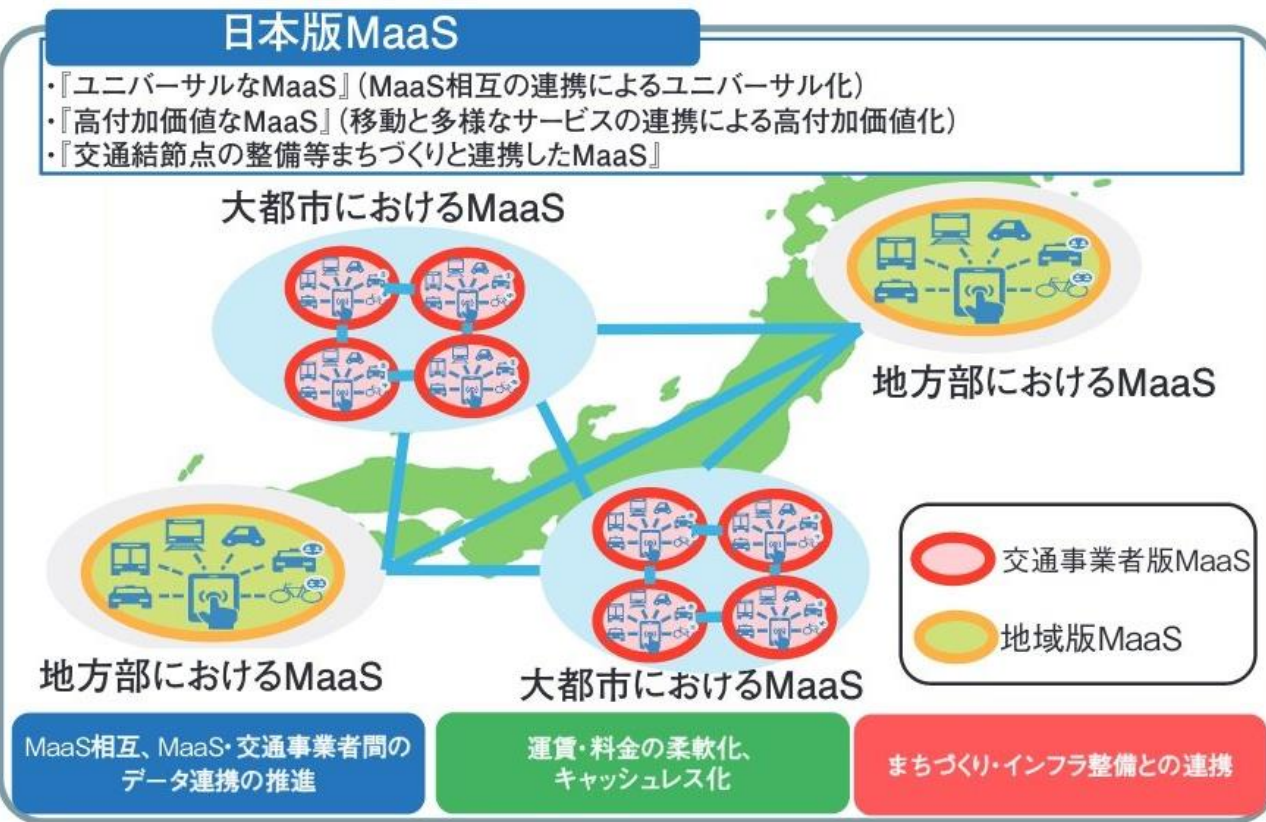 日本版MaaS
・『ユニバーサルなMaaS』(MaaS相互の連携によるユニバーサル化)
・『高付加価値なMaaS』(移動と多様なサービスの連携による高付加価値化)
・『交通結節点の整備等まちづくりと連携したMaaS』
大都市におけるMaaS
地方部におけるMaaS
地方部におけるMaaS
大都市におけるMaaS
交通事業者版MaaS
地域版MaaS
MaaS相互、MaaS・交通事業者間の
データ連携の推進
運賃・料金の柔軟化、
キャッシュレス化
まちづくり・インフラ整備との連携